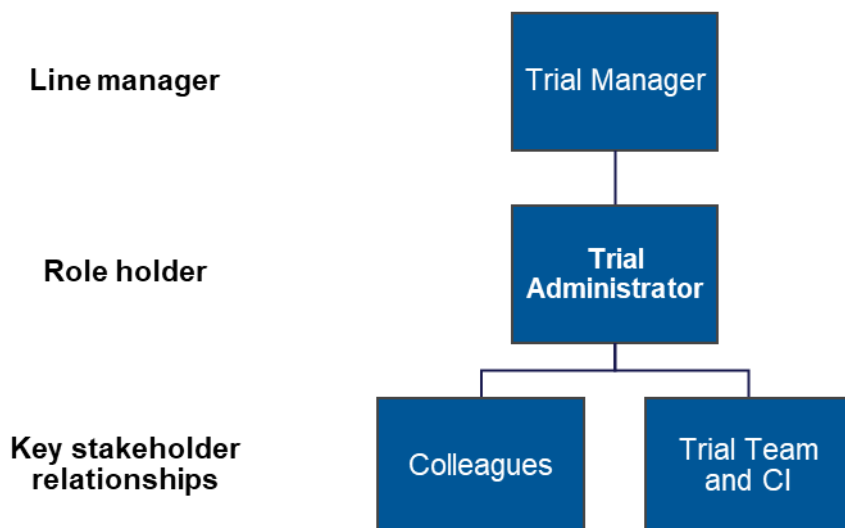 Line manager
Trial Manager
Role holder
Trial
Administrator
Key stakeholder
relationships
Colleagues
Trial Team
and CI